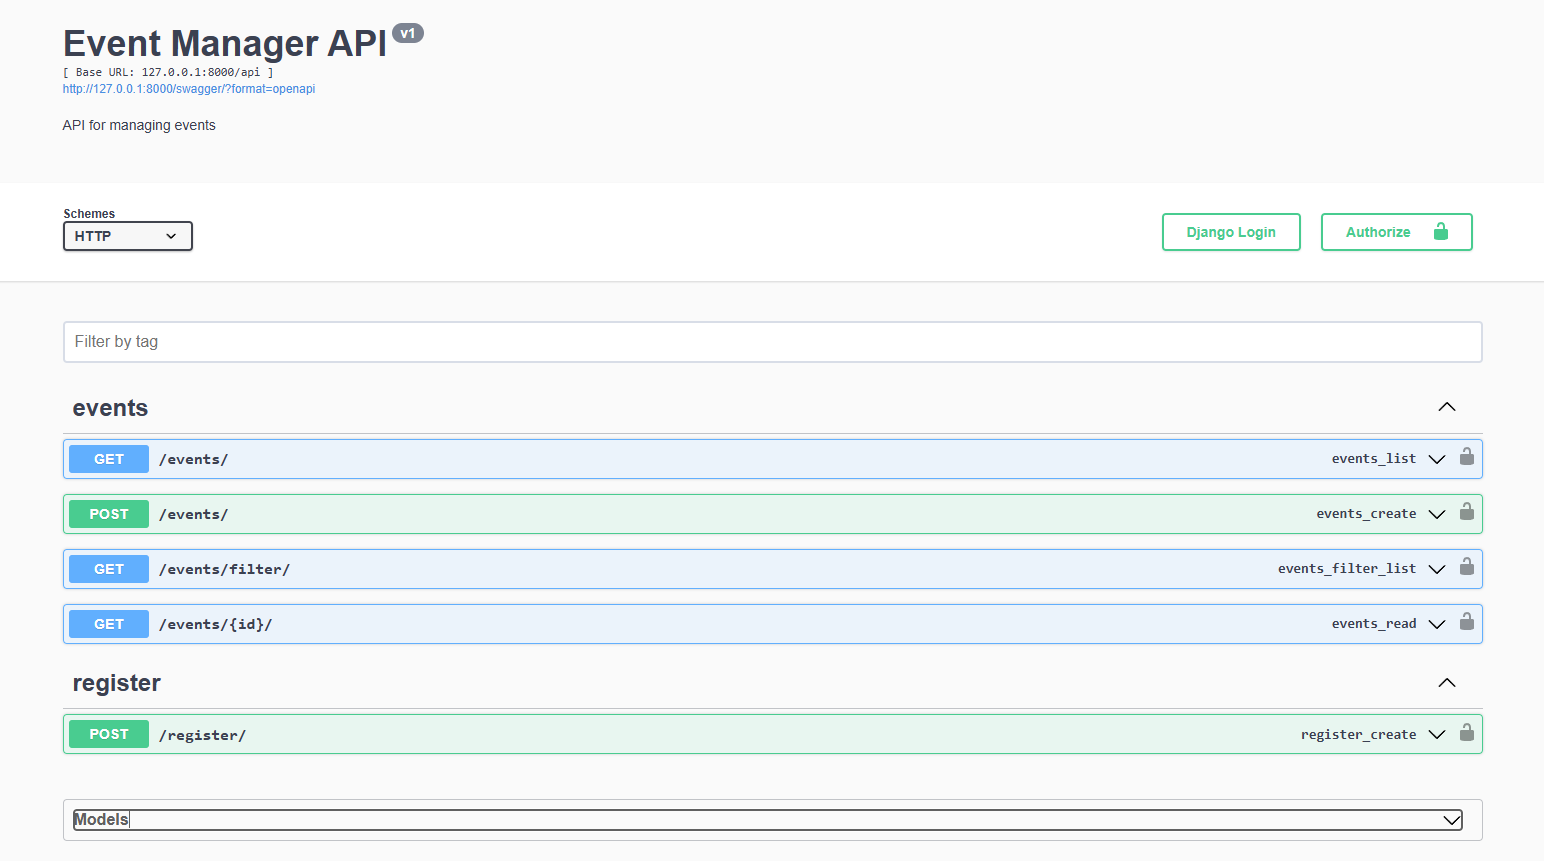 Event Manager API v1
[ Base URL: 127.0.0.1:8000/api ]
http://127.0.0.1:8000/swagger/?format=openapi
API for managing events
Schemes
HTTP
Django Login
Authorize
Filter by tag
events
GET /events/ events_list
POST /events/ events_create
GET /events/filter/ events_filter_list
GET /events/{id}/ events_read
register
POST /register/ register_create
Models